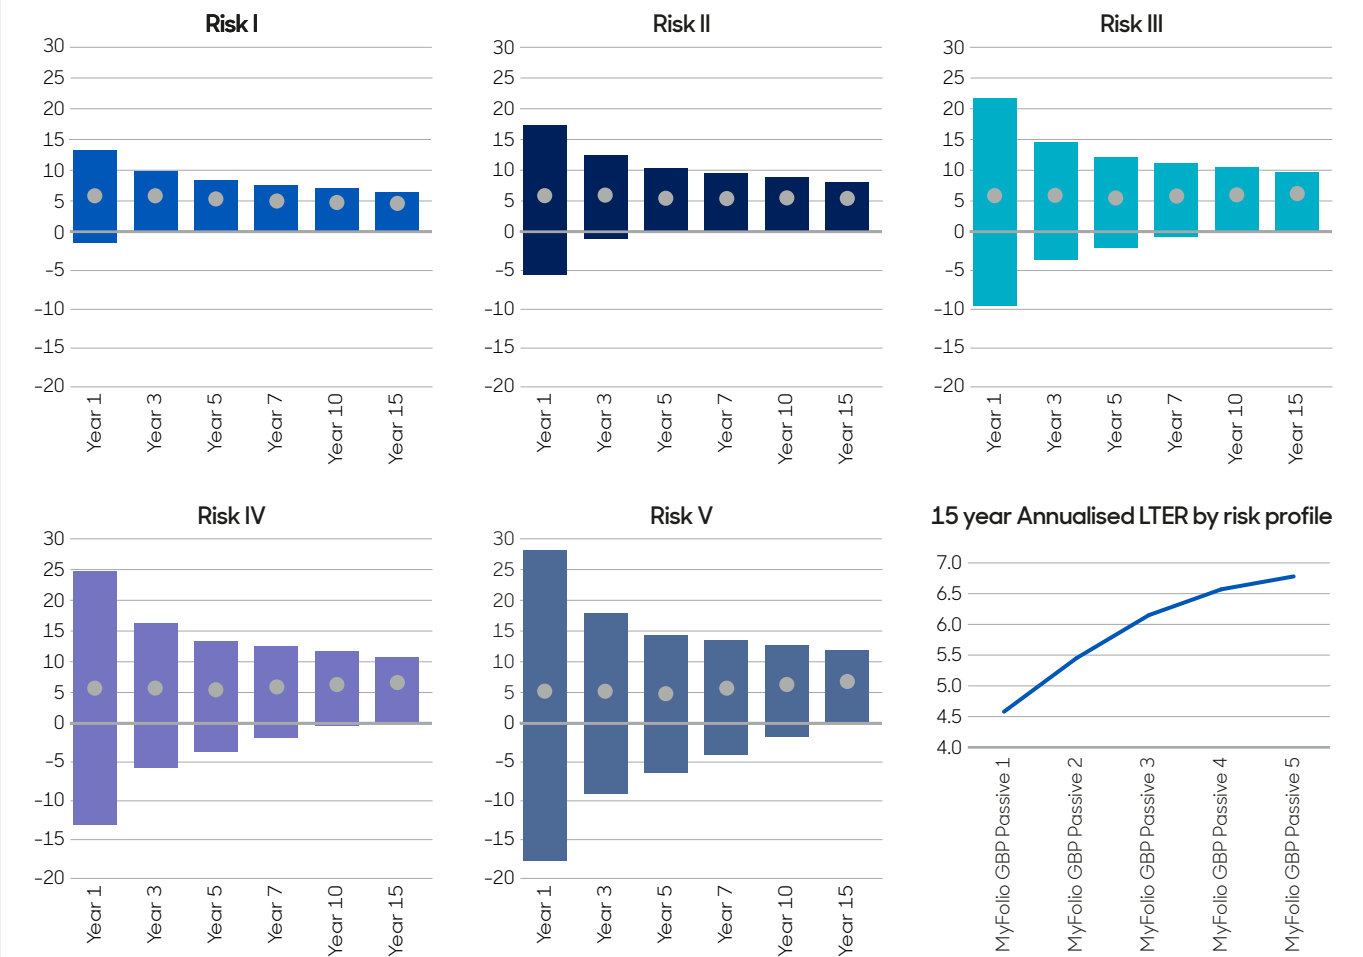 Risk I
30
25
20
15
10
5
0
-5
-10
-15
-20
Year 1
Year 3
Year 5
Year 7
Year 10
Year 15
Risk II
30
25
20
15
10
5
0
-5
-10
-15
-20
Year 1
Year 3
Year 5
Year 7
Year 10
Year 15
Risk III
30
25
20
15
10
5
0
-5
-10
-15
-20
Year 1
Year 3
Year 5
Year 7
Year 10
Year 15
Risk IV
30
25
20
15
10
5
0
-5
-10
-15
-20
Year 1
Year 3
Year 5
Year 7
Year 10
Year 15
Risk V
30
25
20
15
10
5
0
-5
-10
-15
-20
Year 1
Year 3
Year 5
Year 7
Year 10
Year 15
15 year Annualised LTER by risk profile
7.0
6.5
6.0
5.5
5.0
4.5
4.0
MyFolio GBP Passive 1
MyFolio GBP Passive 2
MyFolio GBP Passive 3
MyFolio GBP Passive 4
MyFolio GBP Passive 5